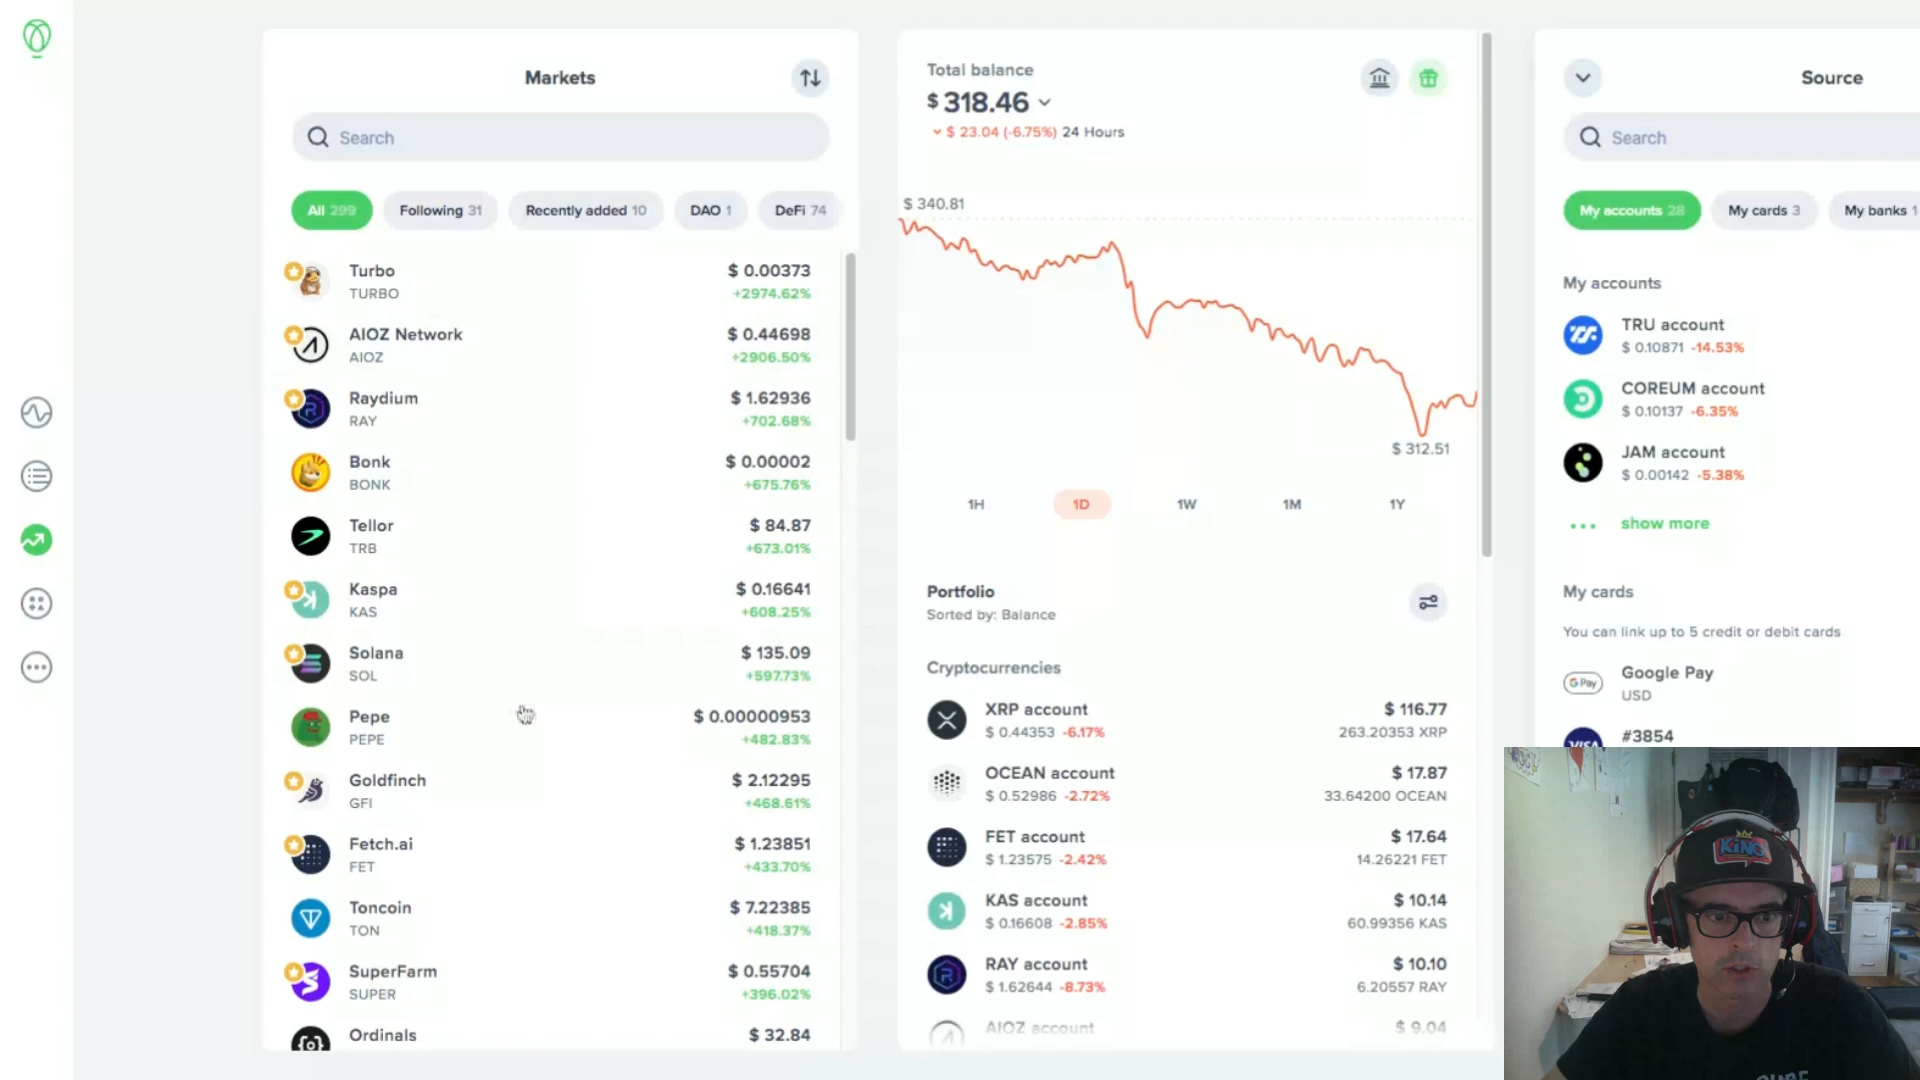 Markets
Search
All 299
Following 31
Recently added 10
DAO 1
DeFi 74
Turbo
$ 0.00373
TURBO
+2974.62%
AIOZ Network
$ 0.44698
AIOZ
+2906.50%
Raydium
$ 1.62936
RAY
+702.68%
Bonk
$ 0.00002
BONK
+675.76%
Tellor
$ 84.87
TRB
+673.01%
Kaspa
$ 0.16641
KAS
+608.25%
Solana
$ 135.09
SOL
+597.73%
Pepe
$ 0.00000953
PEPE
+482.83%
Goldfinch
$ 2.12295
GFI
+468.61%
Fetch.ai
$ 1.23851
FET
+433.70%
Toncoin
$ 7.22385
TON
+418.37%
SuperFarm
$ 0.55704
SUPER
+396.02%
Ordinals
$ 32.84
Total balance
$ 318.46
$ 23.04 (-6.75%) 24 Hours
$ 340.81
$ 312.51
1H
1D
1W
1M
1Y
Portfolio
Sorted by: Balance
Cryptocurrencies
XRP account
$ 116.77
$ 0.44353 -6.17%
263.20353 XRP
OCEAN account
$ 17.87
$ 0.52986 -2.72%
33.64200 OCEAN
FET account
$ 17.64
$ 1.23575 -2.42%
14.26221 FET
KAS account
$ 10.14
$ 0.16608 -2.85%
60.99356 KAS
RAY account
$ 10.10
$ 1.62644 -8.73%
6.20557 RAY
AIOZ account
$ 9.04
Source
Search
My accounts 28
My cards 3
My banks 1
My accounts
TRU account
$ 0.10871 -14.53%
COREUM account
$ 0.10137 -6.35%
JAM account
$ 0.00142 -5.38%
show more
My cards
You can link up to 5 credit or debit cards
G Pay
Google Pay
USD
VISA
#3854
KING